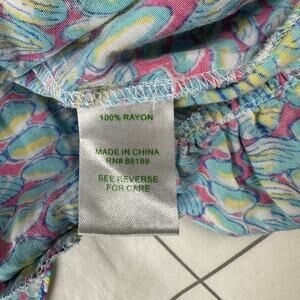 100% RAYON
MADE IN CHINA
RN# 88189
SEE REVERSE
FOR CARE